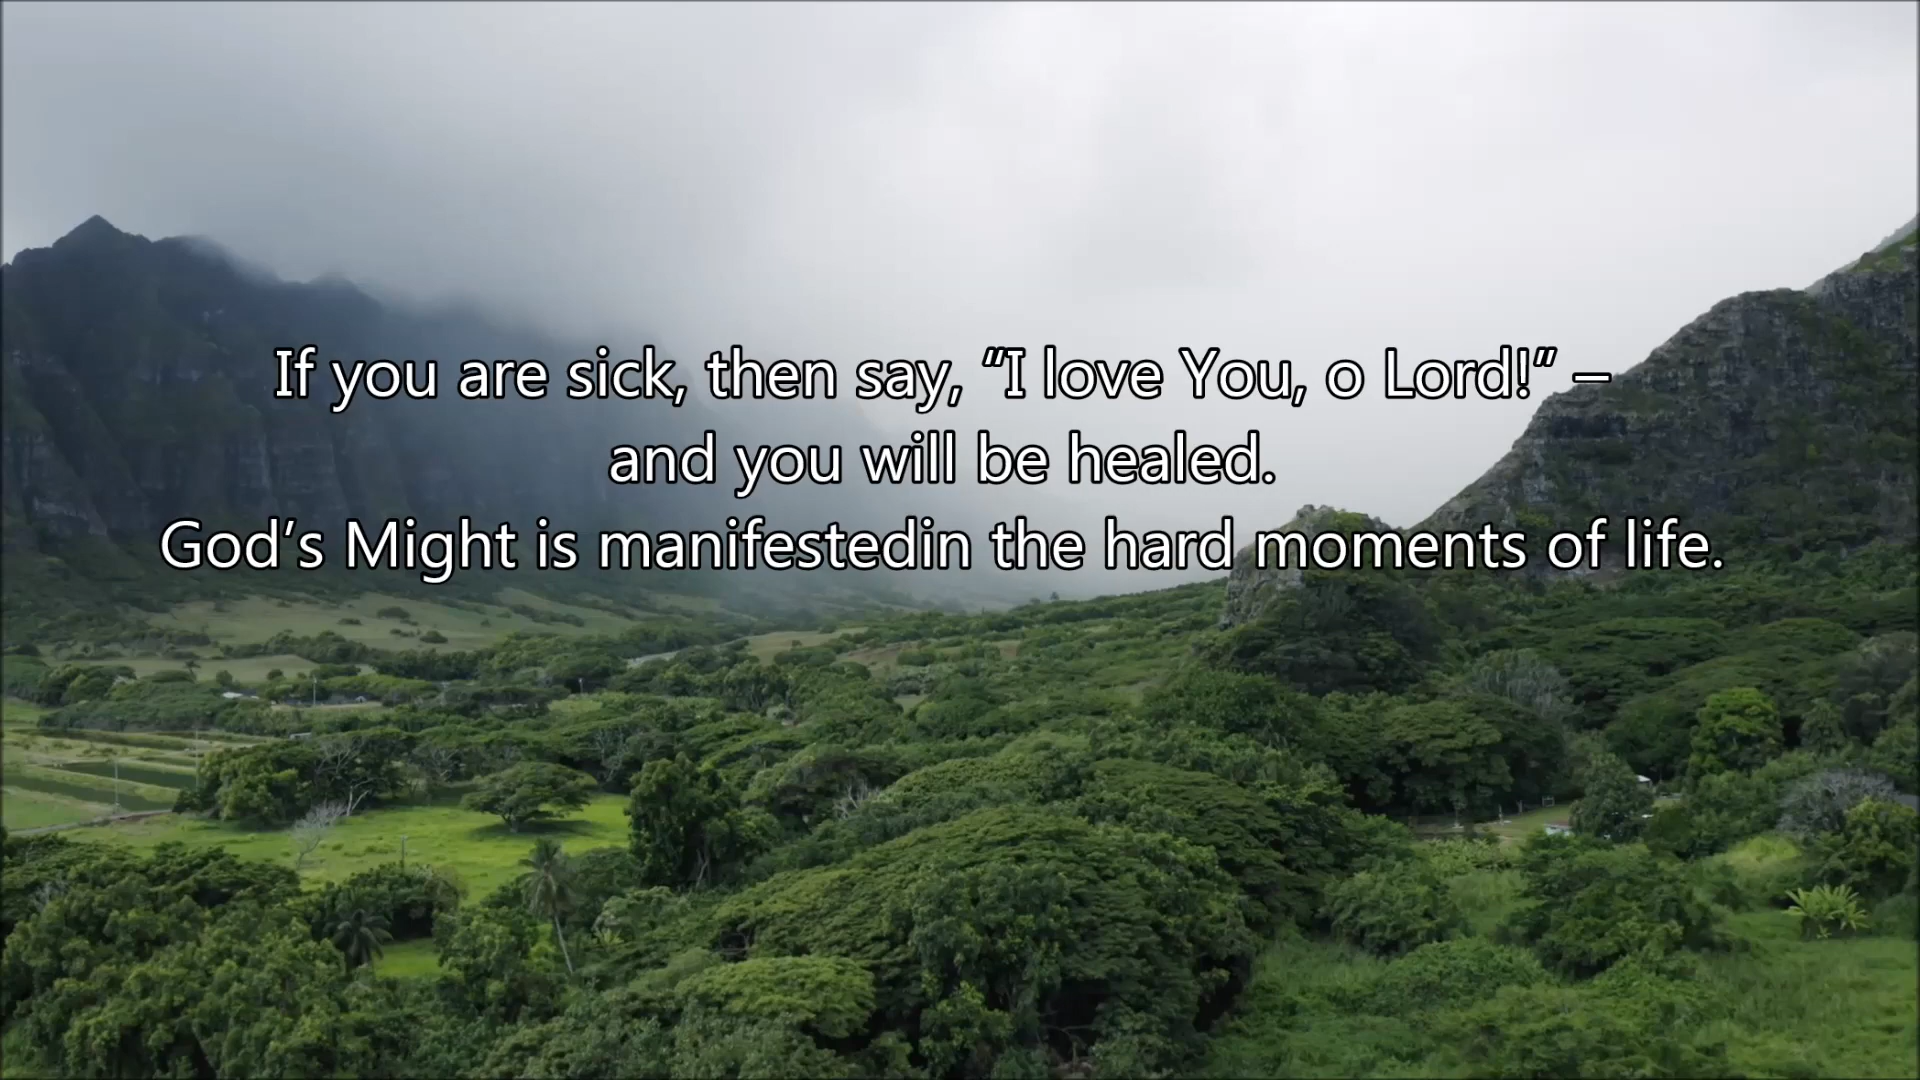 If you are sick, then say, “I love You, o Lord!” –
and you will be healed.
God’s Might is manifestedin the hard moments of life.